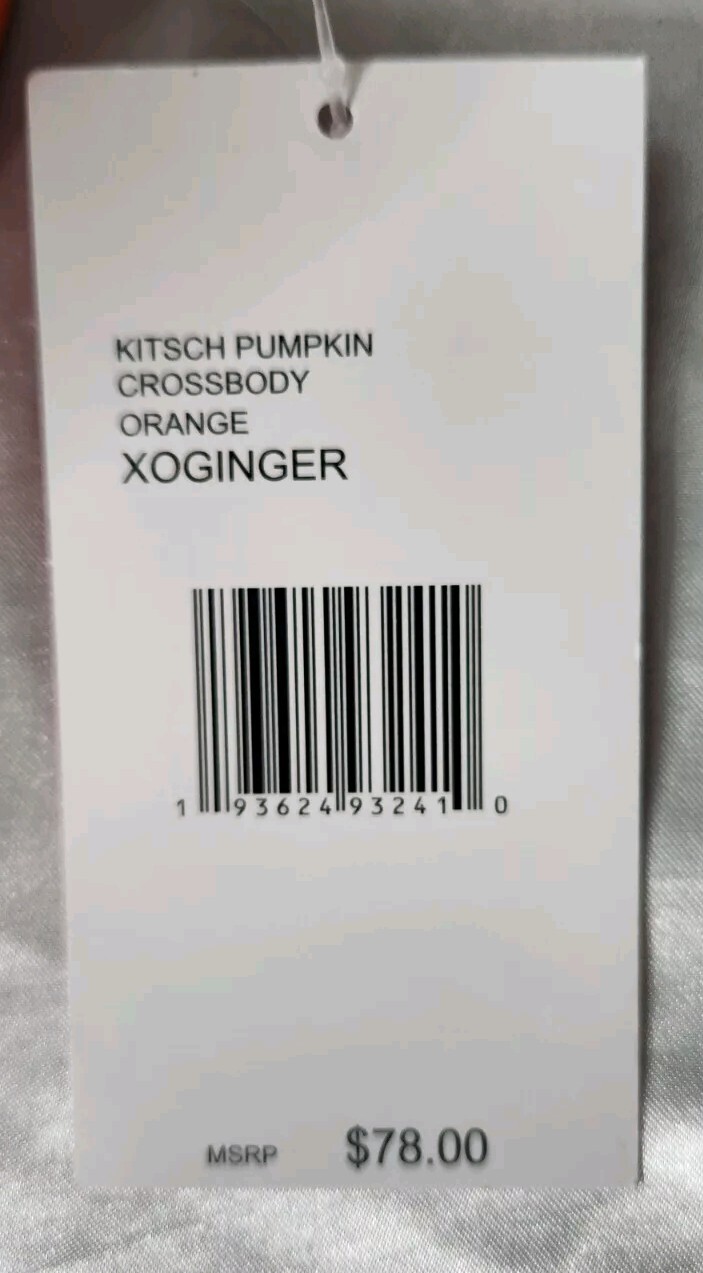 KITSCH PUMPKIN
CROSSBODY
ORANGE
XOGINGER
1 93624 93241 0
MSRP $78.00